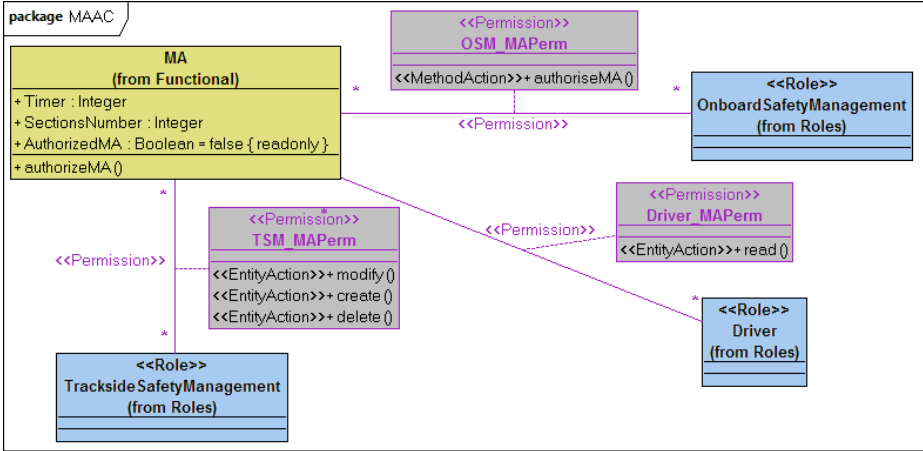 package MAAC
MA
(from Functional)
+ Timer : Integer
+ SectionsNumber : Integer
+ AuthorizedMA : Boolean = false { readonly }
+ authorizeMA()
<<Permission>>
OSM_MAPerm
<<MethodAction>>+ authoriseMA()
*
*
<<Permission>>
<<Role>>
OnboardSafetyManagement
(from Roles)
*
<<Permission>>
*
<<Permission>>
TSM_MAPerm
<<EntityAction>>+ modify()
<<EntityAction>>+ create()
<<EntityAction>>+ delete()
*
<<Permission>>
<<Permission>>
Driver_MAPerm
<<EntityAction>>+ read()
*
<<Role>>
Driver
(from Roles)
<<Role>>
TracksideSafetyManagement
(from Roles)